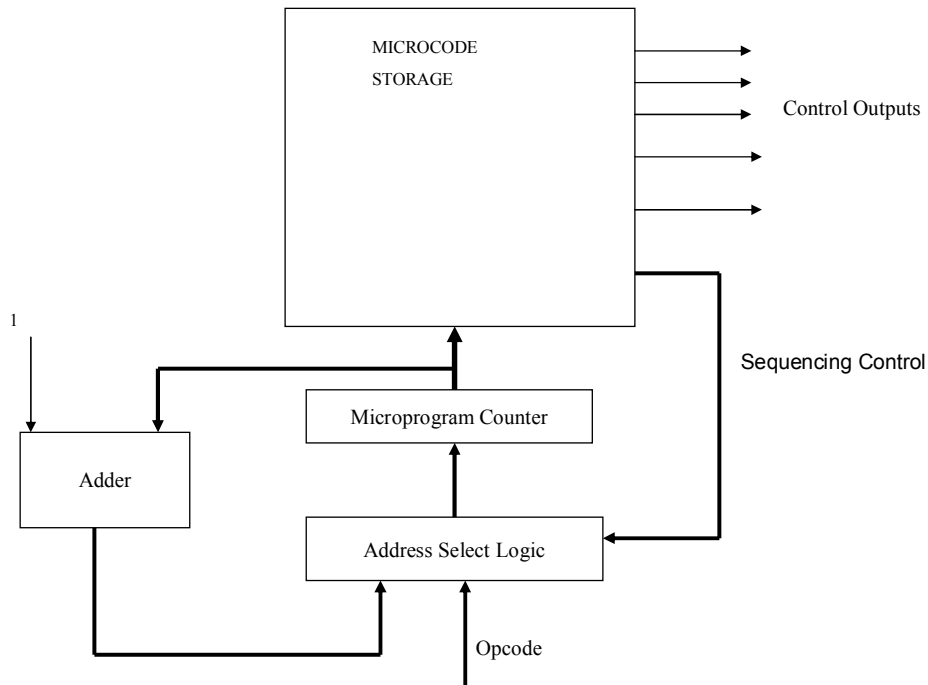 MICROCODE
STORAGE
Control Outputs
1
Sequencing Control
Microprogram Counter
Adder
Address Select Logic
Opcode